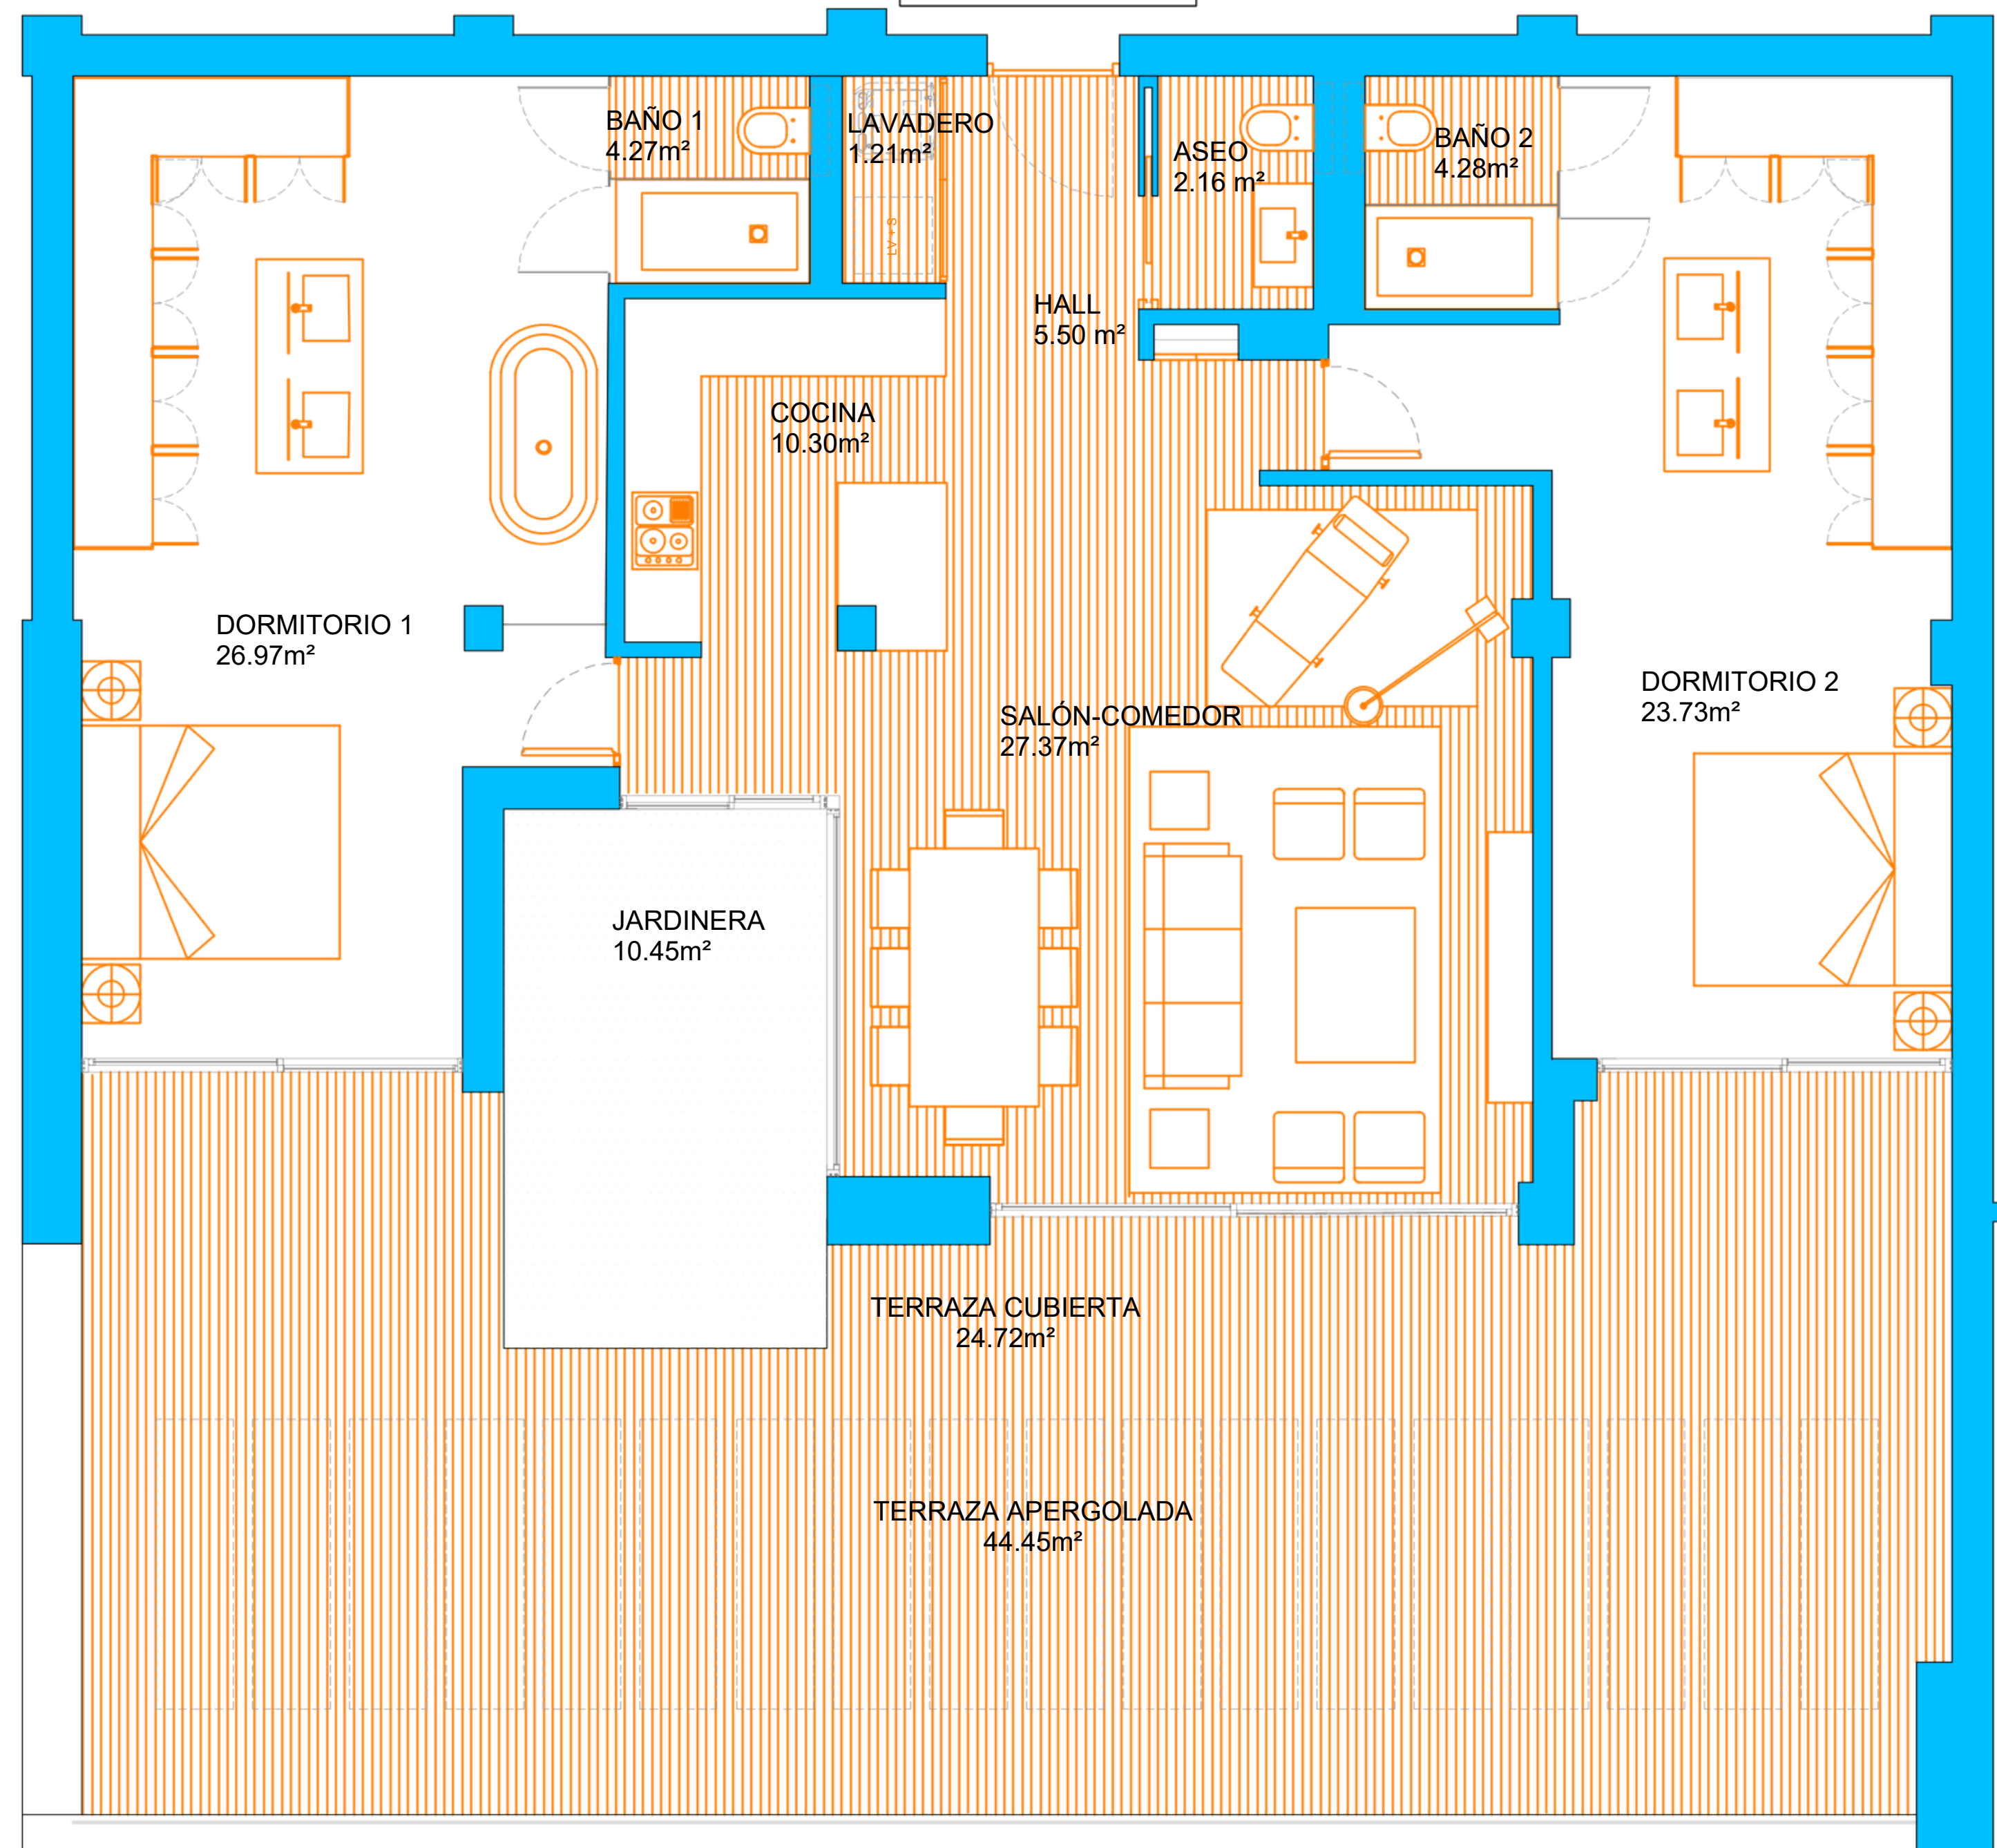 BAÑO 1
4.27m²
LAVADERO
1.21m²
LV + S
ASEO
2.16 m²
BAÑO 2
4.28m²
HALL
5.50 m²
COCINA
10.30m²
DORMITORIO 1
26.97m²
SALÓN-COMEDOR
27.37m²
DORMITORIO 2
23.73m²
JARDINERA
10.45m²
TERRAZA CUBIERTA
24.72m²
TERRAZA APERGOLADA
44.45m²